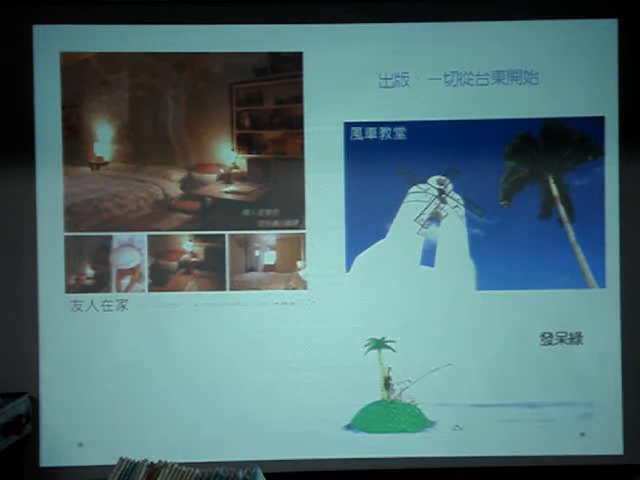 出版 一切從台東開始
風車教堂
友人在家
發呆綠